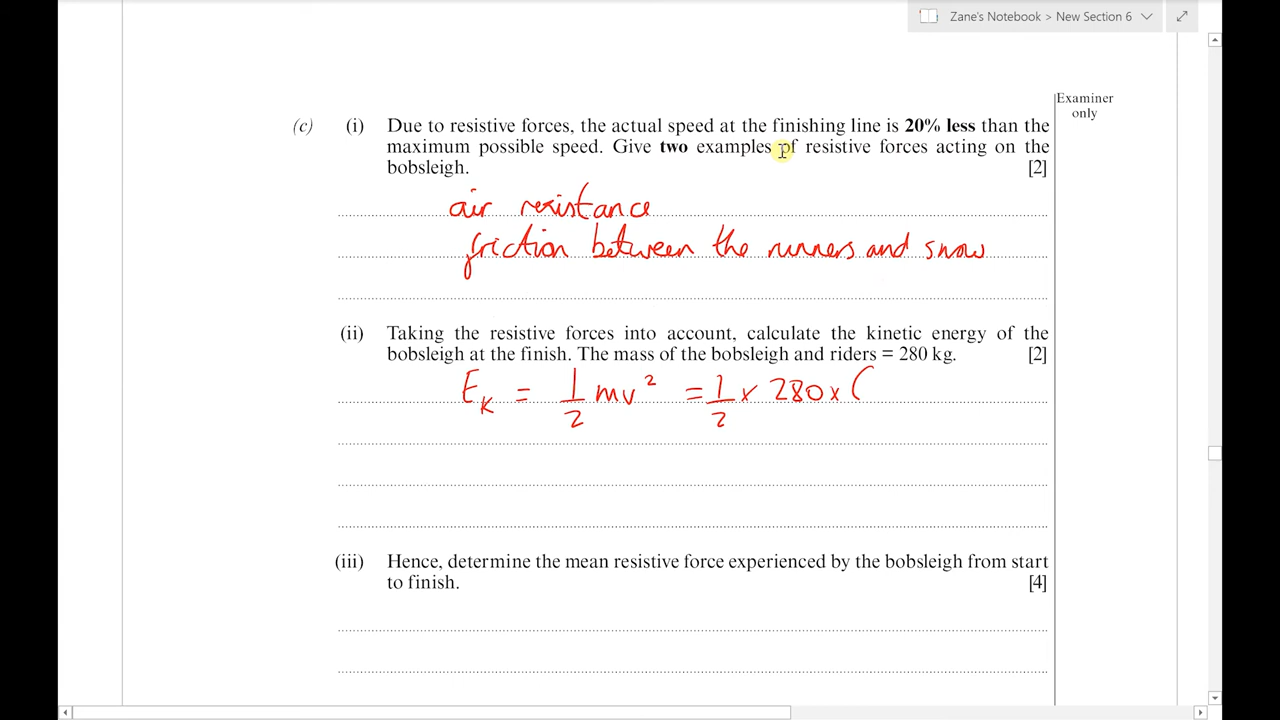 Zane's Notebook > New Section 6
Examiner
only
(c) (i) Due to resistive forces, the actual speed at the finishing line is 20% less than the
maximum possible speed. Give two examples of resistive forces acting on the
bobsleigh. [2]
air resistance
friction between the runners and snow
(ii) Taking the resistive forces into account, calculate the kinetic energy of the
bobsleigh at the finish. The mass of the bobsleigh and riders = 280 kg. [2]
E_K = 1/2 mv² = 1/2 × 280 × (
(iii) Hence, determine the mean resistive force experienced by the bobsleigh from start
to finish. [4]